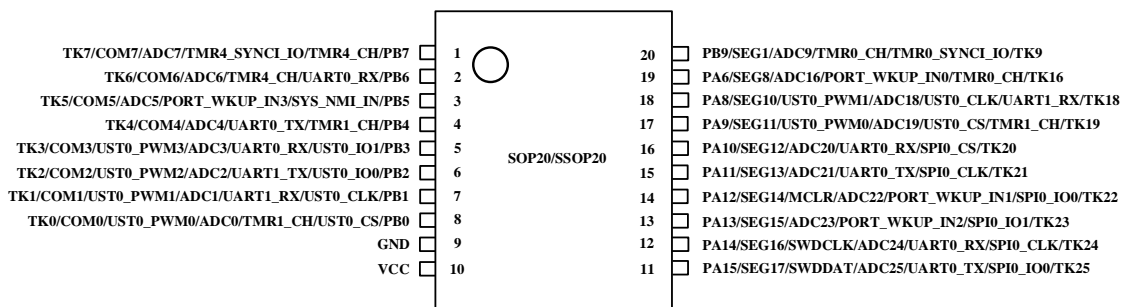 TK7/COM7/ADC7/TMR4_SYNCI_IO/TMR4_CH/PB7 1
TK6/COM6/ADC6/TMR4_CH/UART0_RX/PB6 2
TK5/COM5/ADC5/PORT_WKUP_IN3/SYS_NMI_IN/PB5 3
TK4/COM4/ADC4/UART0_TX/TMR1_CH/PB4 4
TK3/COM3/UST0_PWM3/ADC3/UART0_RX/UST0_IO1/PB3 5
TK2/COM2/UST0_PWM2/ADC2/UART1_TX/UST0_IO0/PB2 6
TK1/COM1/UST0_PWM1/ADC1/UART1_RX/UST0_CLK/PB1 7
TK0/COM0/UST0_PWM0/ADC0/TMR1_CH/UST0_CS/PB0 8
GND 9
VCC 10
SOP20/SSOP20
20 PB9/SEG1/ADC9/TMR0_CH/TMR0_SYNCI_IO/TK9
19 PA6/SEG8/ADC16/PORT_WKUP_IN0/TMR0_CH/TK16
18 PA8/SEG10/UST0_PWM1/ADC18/UST0_CLK/UART1_RX/TK18
17 PA9/SEG11/UST0_PWM0/ADC19/UST0_CS/TMR1_CH/TK19
16 PA10/SEG12/ADC20/UART0_RX/SPI0_CS/TK20
15 PA11/SEG13/ADC21/UART0_TX/SPI0_CLK/TK21
14 PA12/SEG14/MCLR/ADC22/PORT_WKUP_IN1/SPI0_IO0/TK22
13 PA13/SEG15/ADC23/PORT_WKUP_IN2/SPI0_IO1/TK23
12 PA14/SEG16/SWDCLK/ADC24/UART0_RX/SPI0_CLK/TK24
11 PA15/SEG17/SWDDAT/ADC25/UART0_TX/SPI0_IO0/TK25